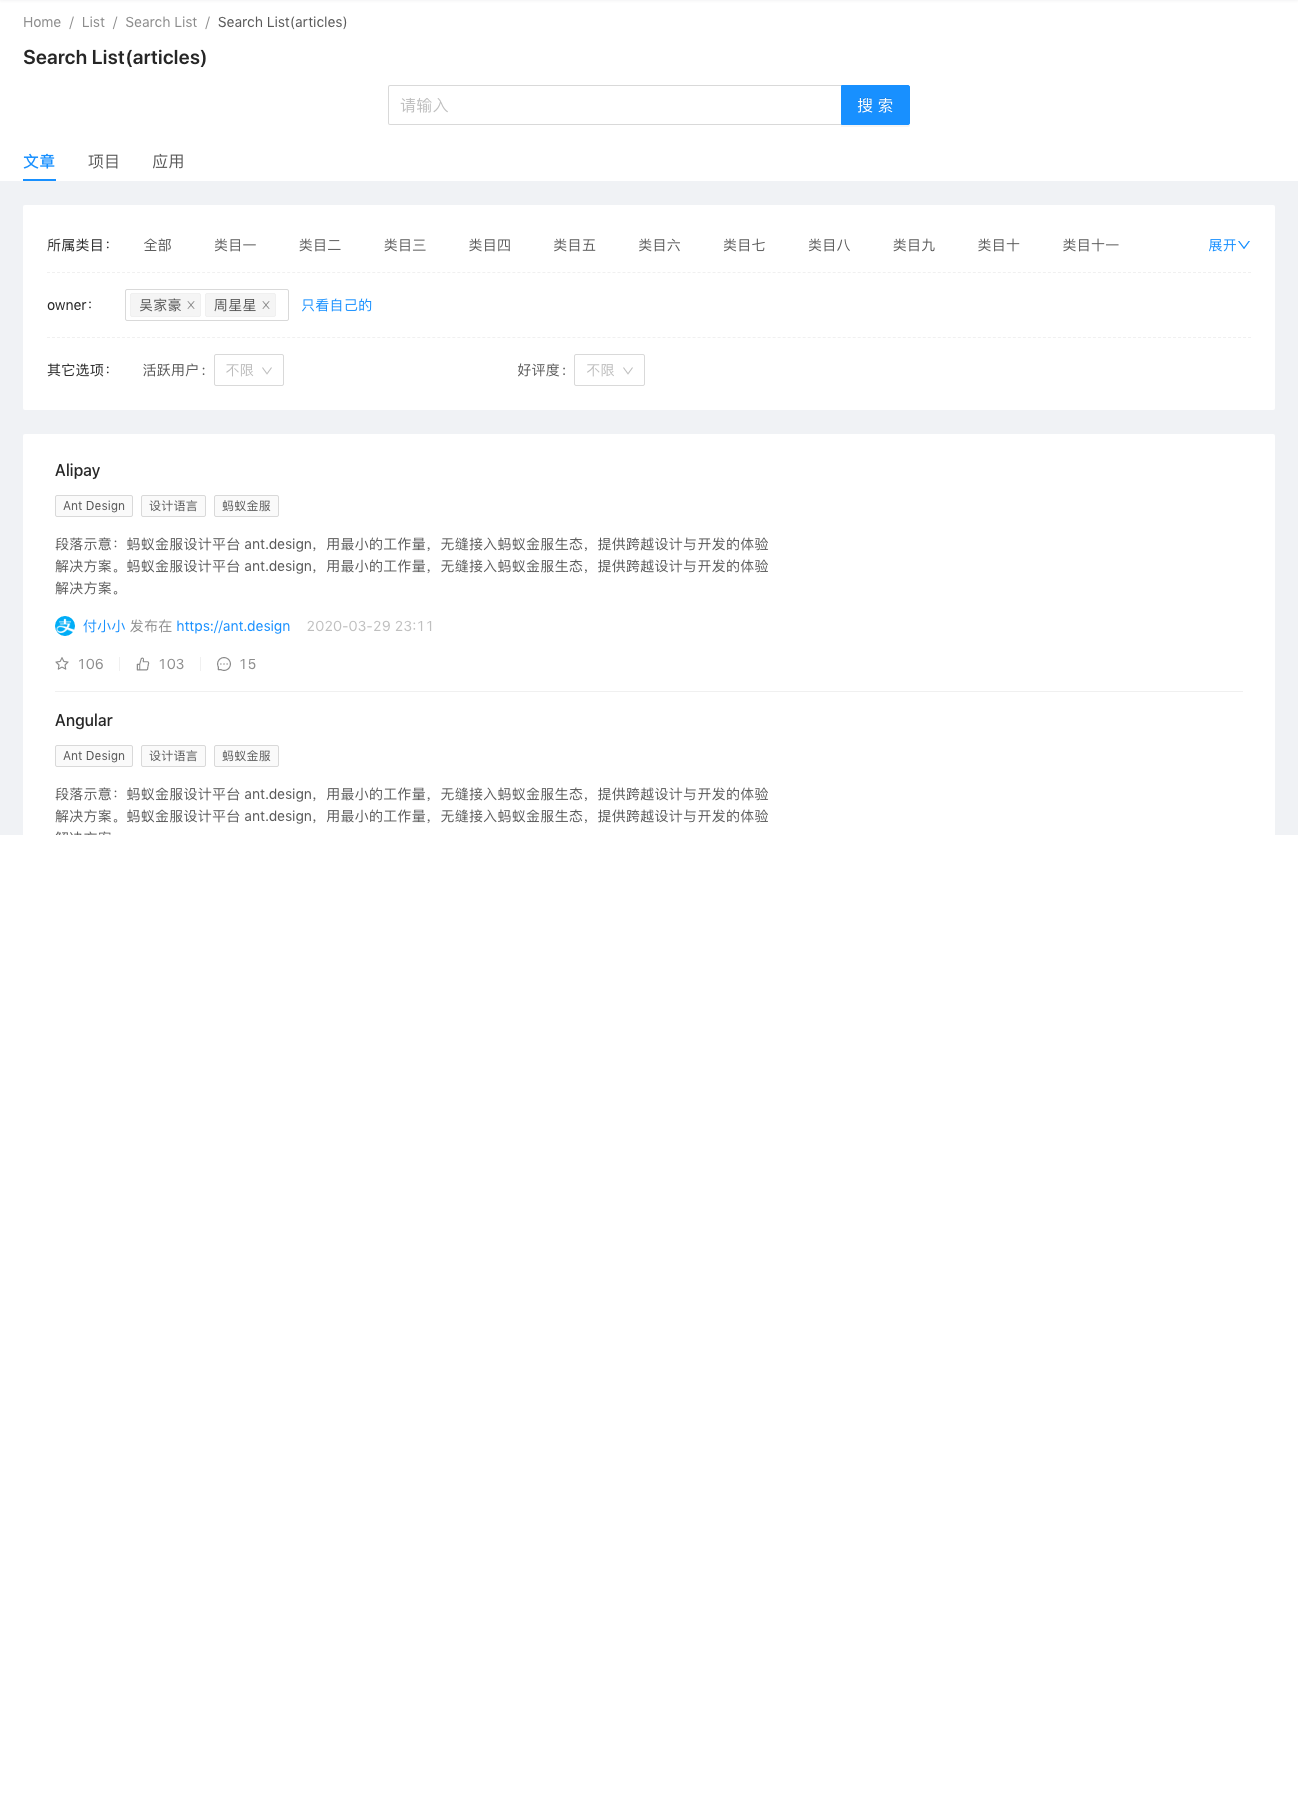 Home / List / Search List / Search List(articles)
Search List(articles)
请输入 搜 索
文章 项目 应用
所属类目： 全部 类目一 类目二 类目三 类目四 类目五 类目六 类目七 类目八 类目九 类目十 类目十一 展开
owner： 吴家豪 周星星 只看自己的
其它选项： 活跃用户： 不限 好评度： 不限
Alipay
Ant Design 设计语言 蚂蚁金服
段落示意：蚂蚁金服设计平台 ant.design，用最小的工作量，无缝接入蚂蚁金服生态，提供跨越设计与开发的体验
解决方案。蚂蚁金服设计平台 ant.design，用最小的工作量，无缝接入蚂蚁金服生态，提供跨越设计与开发的体验
解决方案。
付小小 发布在 https://ant.design 2020-03-29 23:11
106 103 15
Angular
Ant Design 设计语言 蚂蚁金服
段落示意：蚂蚁金服设计平台 ant.design，用最小的工作量，无缝接入蚂蚁金服生态，提供跨越设计与开发的体验
解决方案。蚂蚁金服设计平台 ant.design，用最小的工作量，无缝接入蚂蚁金服生态，提供跨越设计与开发的体验